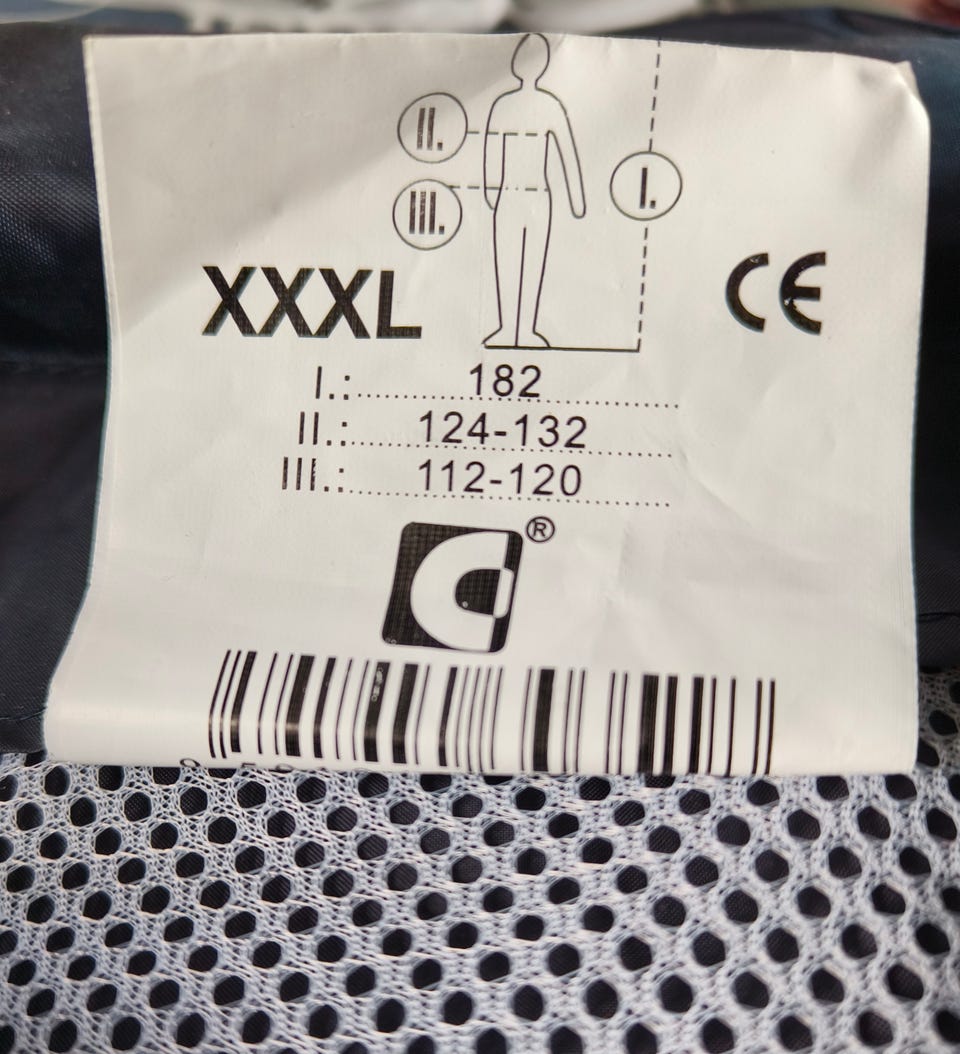 II.
III.
I.
XXXL
CE
I.: 182
II.: 124-132
III.: 112-120
®